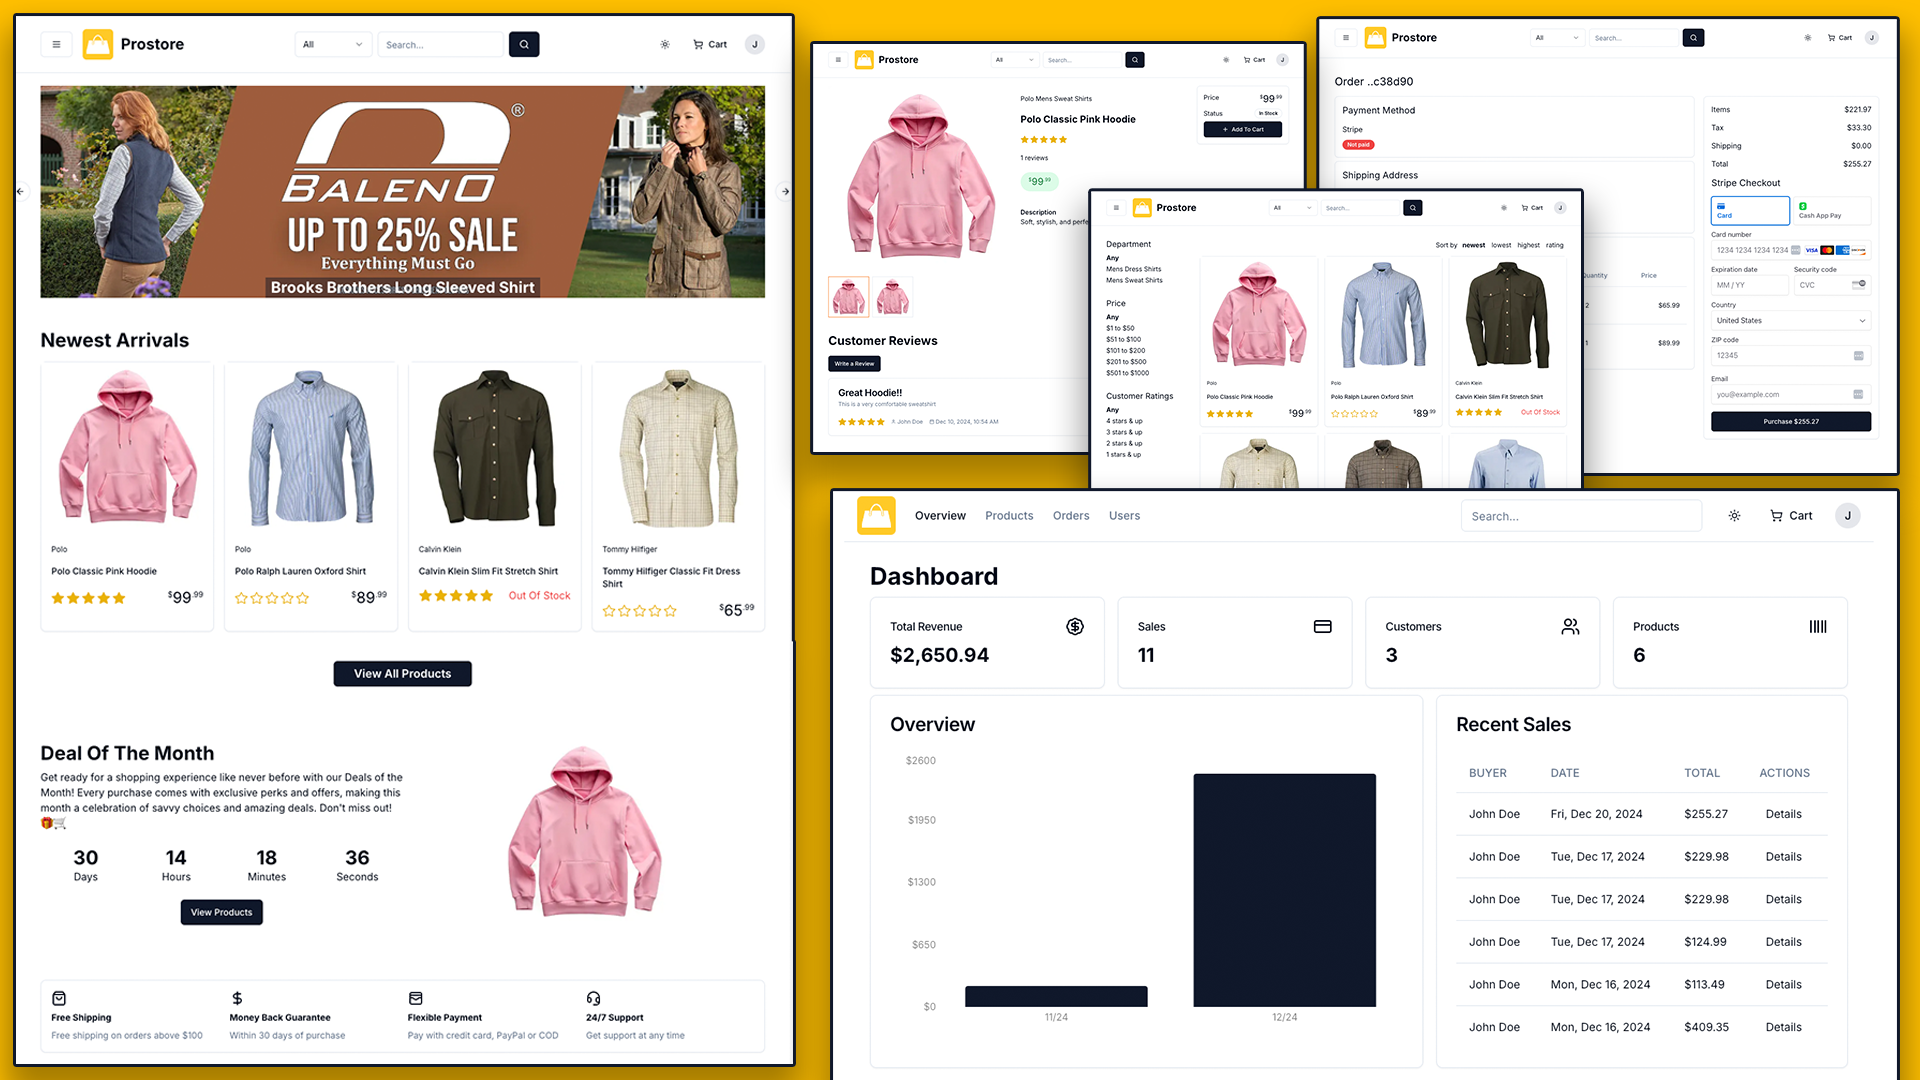 Prostore
All
Search...
Cart
J
®
BALENO
UP TO 25% SALE
Everything Must Go
Brooks Brothers Long Sleeved Shirt
Newest Arrivals
Polo
Polo Classic Pink Hoodie
$99.99
Polo
Polo Ralph Lauren Oxford Shirt
$89.99
Calvin Klein
Calvin Klein Slim Fit Stretch Shirt
Out Of Stock
Tommy Hilfiger
Tommy Hilfiger Classic Fit Dress
Shirt
$65.99
View All Products
Deal Of The Month
Get ready for a shopping experience like never before with our Deals of the
Month! Every purchase comes with exclusive perks and offers, making this
month a celebration of savvy choices and amazing deals. Don't miss out!
🎁🛒
30
Days
14
Hours
18
Minutes
36
Seconds
View Products
Free Shipping
Free shipping on orders above $100
Money Back Guarantee
Within 30 days of purchase
Flexible Payment
Pay with credit card, PayPal or COD
24/7 Support
Get support at any time
Prostore
All
Search...
Cart
J
Polo Mens Sweat Shirts
Polo Classic Pink Hoodie
1 reviews
$99.99
Description
Soft, stylish, and perfe
Price
$99.99
Status
In Stock
+ Add To Cart
Customer Reviews
Write a Review
Great Hoodie!!
This is a very comfortable sweatshirt
John Doe
Dec 10, 2024, 10:54 AM
Prostore
All
Search...
Cart
J
Order ..c38d90
Payment Method
Stripe
Not paid
Shipping Address
Quantity
Price
2
$65.99
1
$89.99
Items
$221.97
Tax
$33.30
Shipping
$0.00
Total
$255.27
Stripe Checkout
Card
Cash App Pay
Card number
1234 1234 1234 1234
VISA
Expiration date
MM / YY
Security code
CVC
Country
United States
ZIP code
12345
Email
you@example.com
Purchase $255.27
Prostore
All
Search...
Cart
J
Department
Any
Mens Dress Shirts
Mens Sweat Shirts
Price
Any
$1 to $50
$51 to $100
$101 to $200
$201 to $500
$501 to $1000
Customer Ratings
Any
4 stars & up
3 stars & up
2 stars & up
1 stars & up
Sort by newest lowest highest rating
Polo
Polo Classic Pink Hoodie
$99.99
Polo
Polo Ralph Lauren Oxford Shirt
$89.99
Calvin Klein
Calvin Klein Slim Fit Stretch Shirt
Out Of Stock
Overview Products Orders Users
Search...
Cart
J
Dashboard
Total Revenue
$2,650.94
Sales
11
Customers
3
Products
6
Overview
$2600
$1950
$1300
$650
$0
11/24
12/24
Recent Sales
BUYER DATE TOTAL ACTIONS
John Doe Fri, Dec 20, 2024 $255.27 Details
John Doe Tue, Dec 17, 2024 $229.98 Details
John Doe Tue, Dec 17, 2024 $229.98 Details
John Doe Tue, Dec 17, 2024 $124.99 Details
John Doe Mon, Dec 16, 2024 $113.49 Details
John Doe Mon, Dec 16, 2024 $409.35 Details